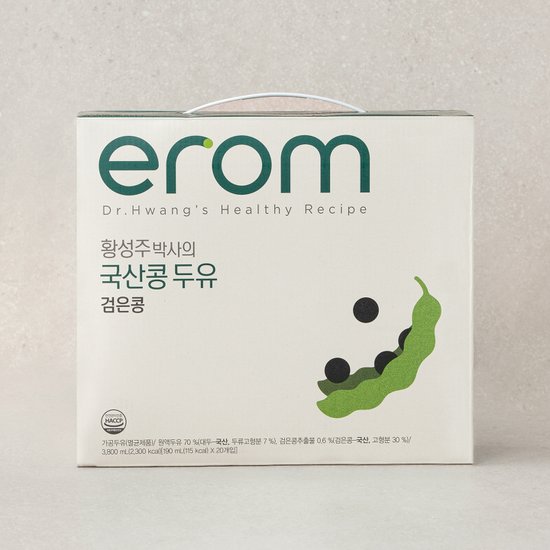 erom
Dr.Hwang's Healthy Recipe
황성주 박사의
국산콩 두유
검은콩
HACCP
가공두유(멸균제품)/ 원액두유 70 %(대두-국산, 두류고형분 7 %), 검은콩추출물 0.6 %(검은콩-국산, 고형분 30 %)/
3,800 mL(2,300 kcal)[190 mL(115 kcal) X 20개입]